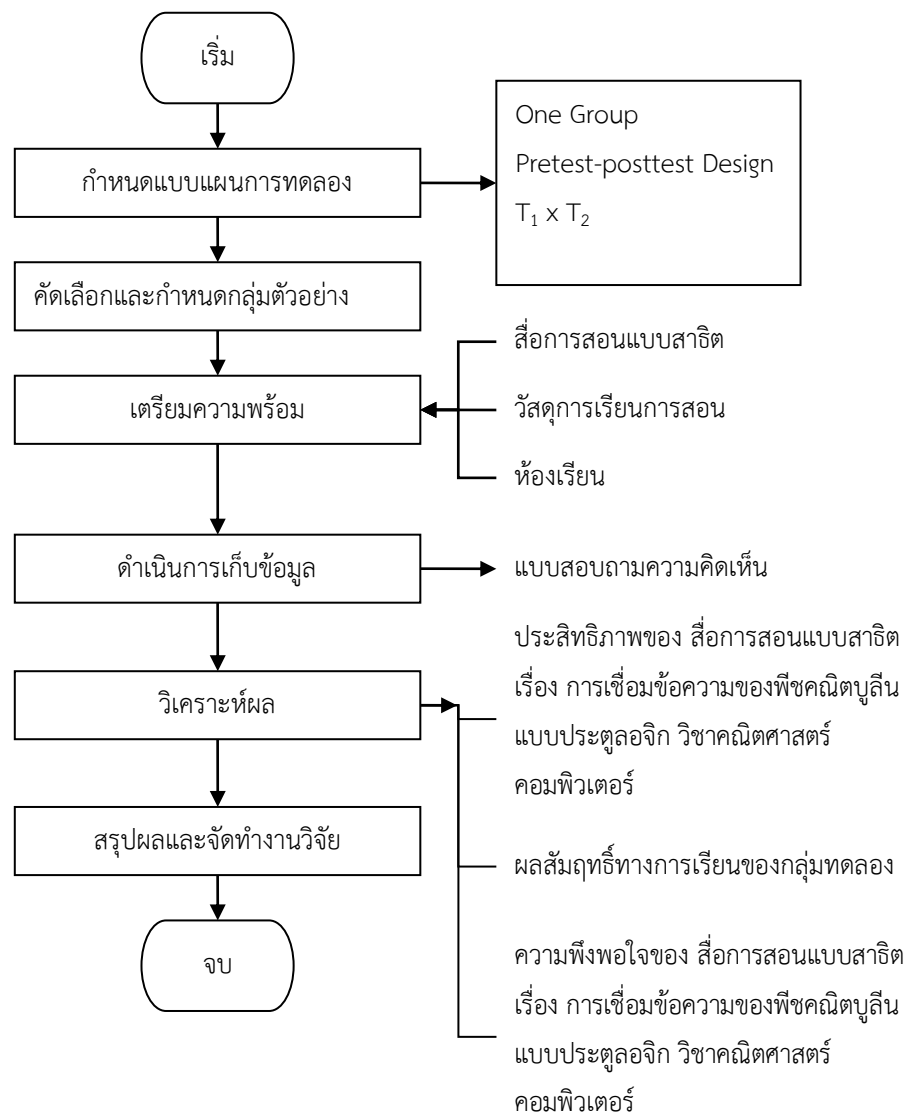 เริ่ม
One Group
Pretest-posttest Design
T₁ x T₂
กำหนดแบบแผนการทดลอง
คัดเลือกและกำหนดกลุ่มตัวอย่าง
สื่อการสอนแบบสาธิต
เตรียมความพร้อม
วัสดุการเรียนการสอน
ห้องเรียน
ดำเนินการเก็บข้อมูล
แบบสอบถามความคิดเห็น
วิเคราะห์ผล
ประสิทธิภาพของ สื่อการสอนแบบสาธิต
เรื่อง การเชื่อมข้อความของพีชคณิตบูลีน
แบบประตูลอจิก วิชาคณิตศาสตร์
คอมพิวเตอร์
ผลสัมฤทธิ์ทางการเรียนของกลุ่มทดลอง
ความพึงพอใจของ สื่อการสอนแบบสาธิต
เรื่อง การเชื่อมข้อความของพีชคณิตบูลีน
แบบประตูลอจิก วิชาคณิตศาสตร์
คอมพิวเตอร์
สรุปผลและจัดทำงานวิจัย
จบ